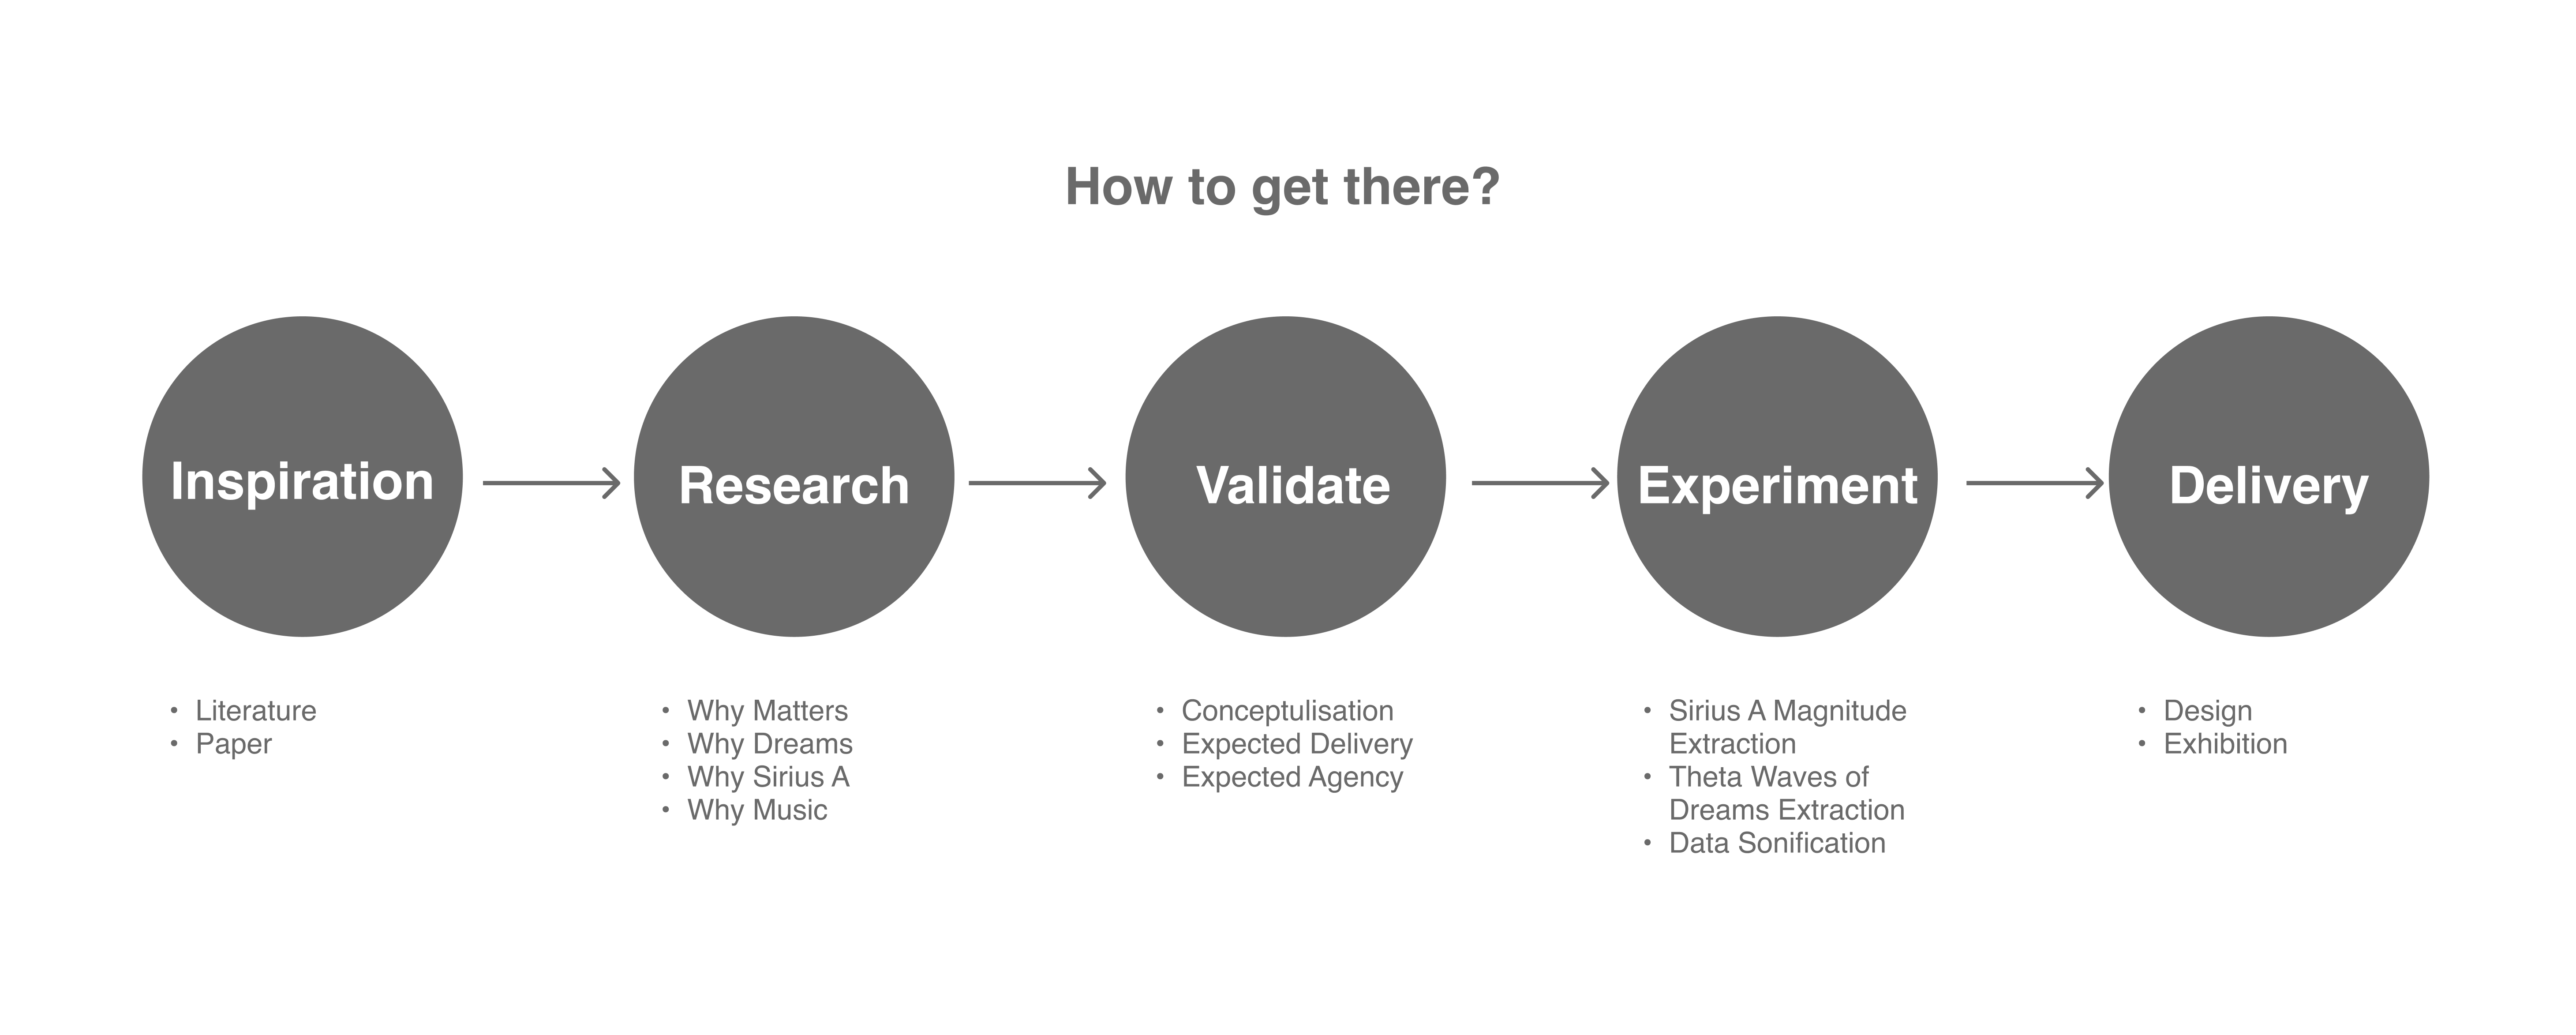 How to get there?
Inspiration
Research
Validate
Experiment
Delivery
• Literature
• Paper
• Why Matters
• Why Dreams
• Why Sirius A
• Why Music
• Conceptulisation
• Expected Delivery
• Expected Agency
• Sirius A Magnitude
Extraction
• Theta Waves of
Dreams Extraction
• Data Sonification
• Design
• Exhibition